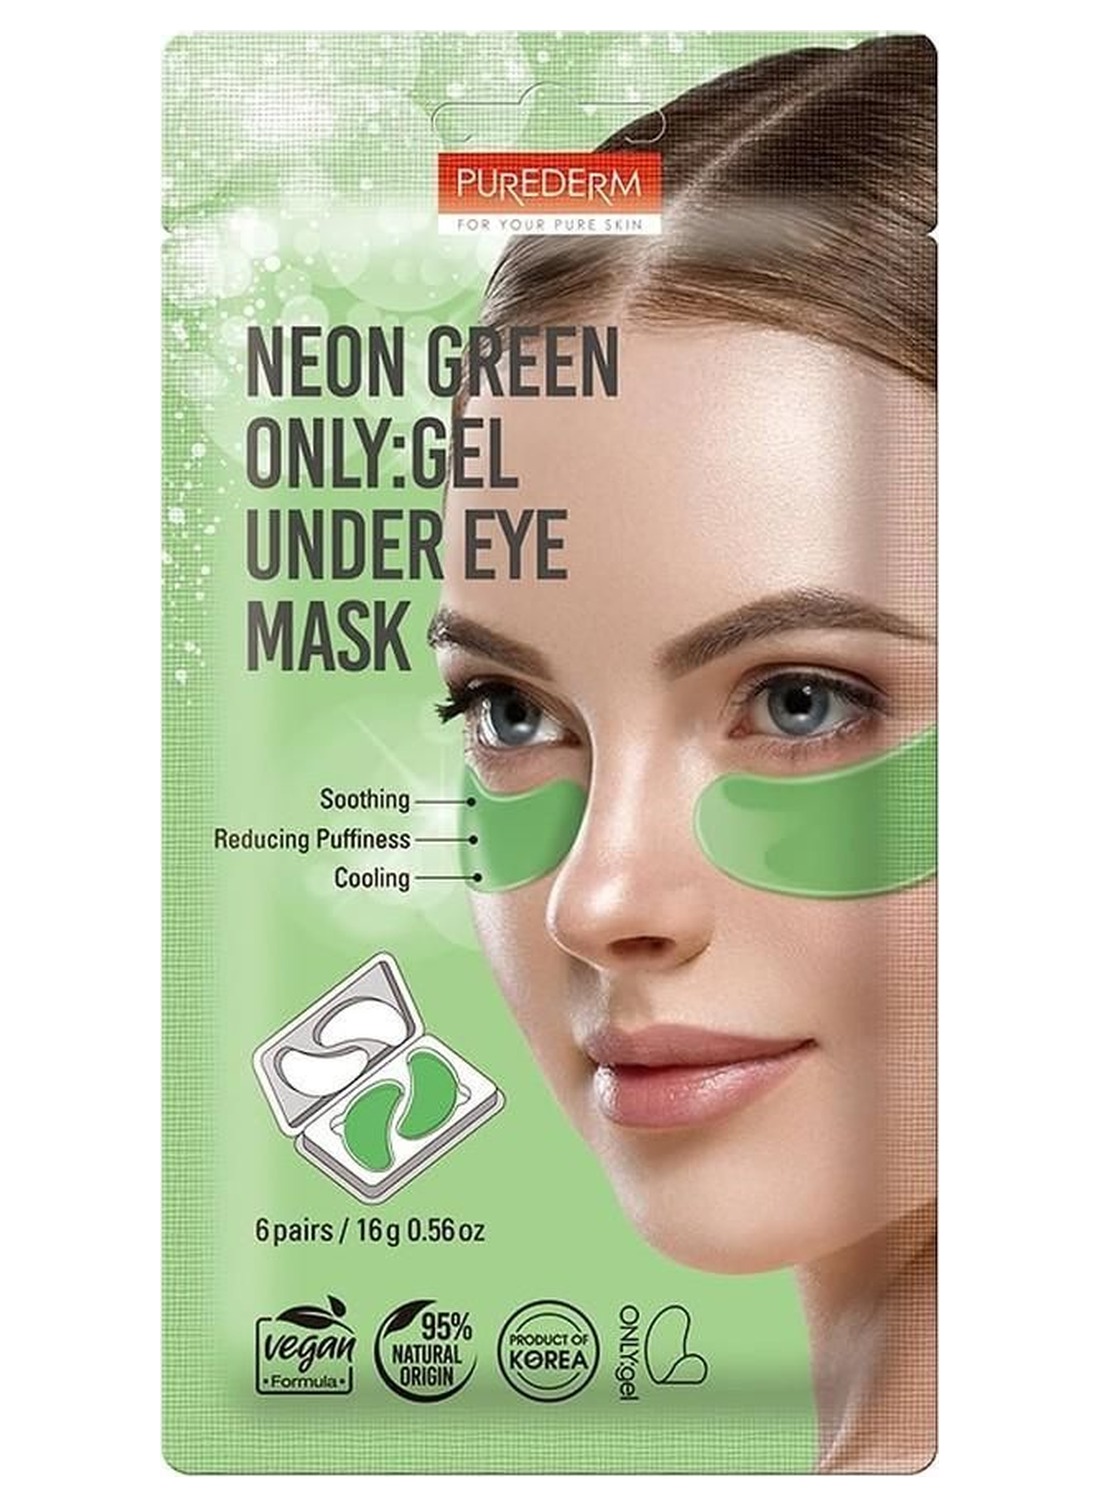 PUREDERM
FOR YOUR PURE SKIN
NEON GREEN
ONLY:GEL
UNDER EYE
MASK
Soothing
Reducing Puffiness
Cooling
6 pairs / 16 g 0.56 oz
vegan
Formula
95%
NATURAL
ORIGIN
PRODUCT OF
KOREA
ONLY:gel